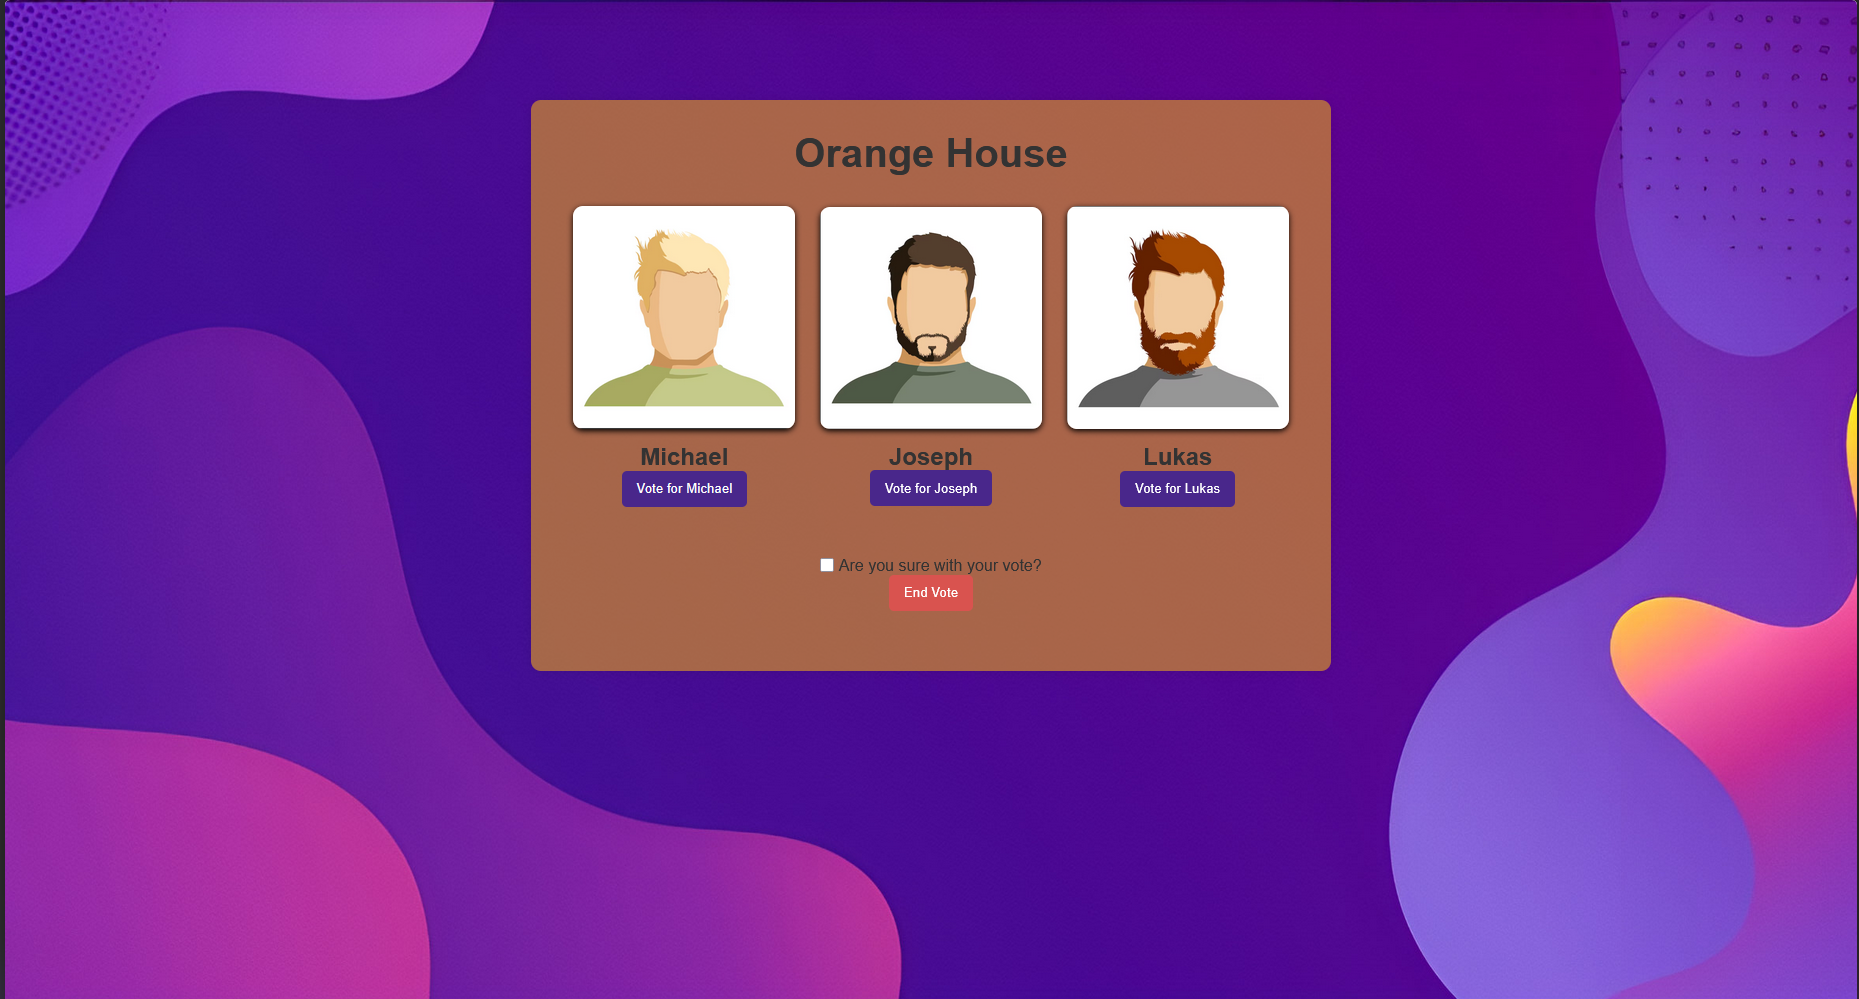 Orange House
Michael
Joseph
Lukas
Vote for Michael
Vote for Joseph
Vote for Lukas
Are you sure with your vote?
End Vote